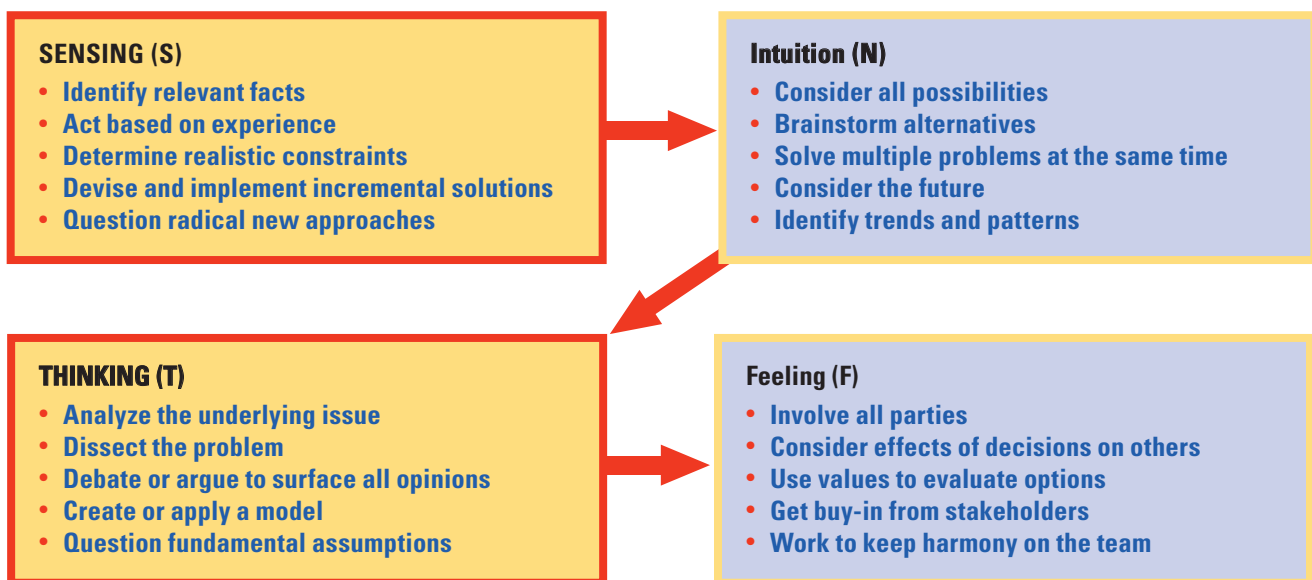 SENSING (S)
• Identify relevant facts
• Act based on experience
• Determine realistic constraints
• Devise and implement incremental solutions
• Question radical new approaches
Intuition (N)
• Consider all possibilities
• Brainstorm alternatives
• Solve multiple problems at the same time
• Consider the future
• Identify trends and patterns
THINKING (T)
• Analyze the underlying issue
• Dissect the problem
• Debate or argue to surface all opinions
• Create or apply a model
• Question fundamental assumptions
Feeling (F)
• Involve all parties
• Consider effects of decisions on others
• Use values to evaluate options
• Get buy-in from stakeholders
• Work to keep harmony on the team